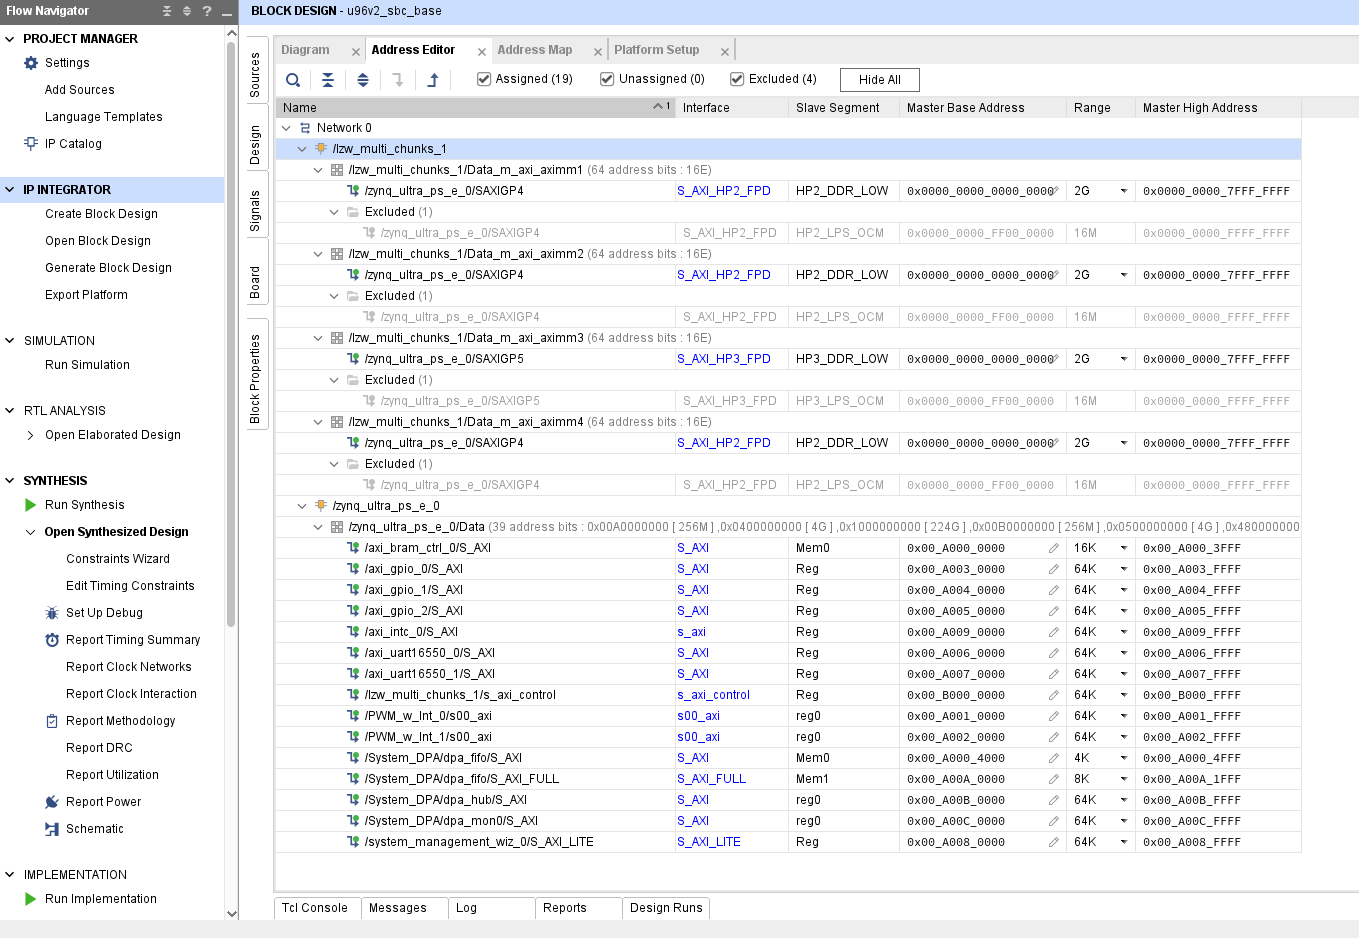 Flow Navigator ?
BLOCK DESIGN - u96v2_sbc_base
PROJECT MANAGER
Settings
Add Sources
Language Templates
IP Catalog
IP INTEGRATOR
Create Block Design
Open Block Design
Generate Block Design
Export Platform
SIMULATION
Run Simulation
RTL ANALYSIS
Open Elaborated Design
SYNTHESIS
Run Synthesis
Open Synthesized Design
Constraints Wizard
Edit Timing Constraints
Set Up Debug
Report Timing Summary
Report Clock Networks
Report Clock Interaction
Report Methodology
Report DRC
Report Utilization
Report Power
Schematic
IMPLEMENTATION
Run Implementation
Sources
Design
Signals
Board
Block Properties
Diagram Address Editor Address Map Platform Setup
Assigned (19) Unassigned (0) Excluded (4) Hide All
Name 1 Interface Slave Segment Master Base Address Range Master High Address
Network 0
/lzw_multi_chunks_1
/lzw_multi_chunks_1/Data_m_axi_aximm1 (64 address bits : 16E)
/zynq_ultra_ps_e_0/SAXIGP4 S_AXI_HP2_FPD HP2_DDR_LOW 0x0000_0000_0000_0000 2G 0x0000_0000_7FFF_FFFF
Excluded (1)
/zynq_ultra_ps_e_0/SAXIGP4 S_AXI_HP2_FPD HP2_LPS_OCM 0x0000_0000_FF00_0000 16M 0x0000_0000_FFFF_FFFF
/lzw_multi_chunks_1/Data_m_axi_aximm2 (64 address bits : 16E)
/zynq_ultra_ps_e_0/SAXIGP4 S_AXI_HP2_FPD HP2_DDR_LOW 0x0000_0000_0000_0000 2G 0x0000_0000_7FFF_FFFF
Excluded (1)
/zynq_ultra_ps_e_0/SAXIGP4 S_AXI_HP2_FPD HP2_LPS_OCM 0x0000_0000_FF00_0000 16M 0x0000_0000_FFFF_FFFF
/lzw_multi_chunks_1/Data_m_axi_aximm3 (64 address bits : 16E)
/zynq_ultra_ps_e_0/SAXIGP5 S_AXI_HP3_FPD HP3_DDR_LOW 0x0000_0000_0000_0000 2G 0x0000_0000_7FFF_FFFF
Excluded (1)
/zynq_ultra_ps_e_0/SAXIGP5 S_AXI_HP3_FPD HP3_LPS_OCM 0x0000_0000_FF00_0000 16M 0x0000_0000_FFFF_FFFF
/lzw_multi_chunks_1/Data_m_axi_aximm4 (64 address bits : 16E)
/zynq_ultra_ps_e_0/SAXIGP4 S_AXI_HP2_FPD HP2_DDR_LOW 0x0000_0000_0000_0000 2G 0x0000_0000_7FFF_FFFF
Excluded (1)
/zynq_ultra_ps_e_0/SAXIGP4 S_AXI_HP2_FPD HP2_LPS_OCM 0x0000_0000_FF00_0000 16M 0x0000_0000_FFFF_FFFF
/zynq_ultra_ps_e_0
/zynq_ultra_ps_e_0/Data (39 address bits : 0x00A0000000 [ 256M ] ,0x0400000000 [ 4G ] ,0x1000000000 [ 224G ] ,0x00B0000000 [ 256M ] ,0x0500000000 [ 4G ] ,0x480000000
/axi_bram_ctrl_0/S_AXI S_AXI Mem0 0x00_A000_0000 16K 0x00_A000_3FFF
/axi_gpio_0/S_AXI S_AXI Reg 0x00_A003_0000 64K 0x00_A003_FFFF
/axi_gpio_1/S_AXI S_AXI Reg 0x00_A004_0000 64K 0x00_A004_FFFF
/axi_gpio_2/S_AXI S_AXI Reg 0x00_A005_0000 64K 0x00_A005_FFFF
/axi_intc_0/S_AXI s_axi Reg 0x00_A009_0000 64K 0x00_A009_FFFF
/axi_uart16550_0/S_AXI S_AXI Reg 0x00_A006_0000 64K 0x00_A006_FFFF
/axi_uart16550_1/S_AXI S_AXI Reg 0x00_A007_0000 64K 0x00_A007_FFFF
/lzw_multi_chunks_1/s_axi_control s_axi_control Reg 0x00_B000_0000 64K 0x00_B000_FFFF
/PWM_w_Int_0/s00_axi s00_axi reg0 0x00_A001_0000 64K 0x00_A001_FFFF
/PWM_w_Int_1/s00_axi s00_axi reg0 0x00_A002_0000 64K 0x00_A002_FFFF
/System_DPA/dpa_fifo/S_AXI S_AXI Mem0 0x00_A000_4000 4K 0x00_A000_4FFF
/System_DPA/dpa_fifo/S_AXI_FULL S_AXI_FULL Mem1 0x00_A00A_0000 8K 0x00_A00A_1FFF
/System_DPA/dpa_hub/S_AXI S_AXI reg0 0x00_A00B_0000 64K 0x00_A00B_FFFF
/System_DPA/dpa_mon0/S_AXI S_AXI reg0 0x00_A00C_0000 64K 0x00_A00C_FFFF
/system_management_wiz_0/S_AXI_LITE S_AXI_LITE Reg 0x00_A008_0000 64K 0x00_A008_FFFF
Tcl Console Messages Log Reports Design Runs